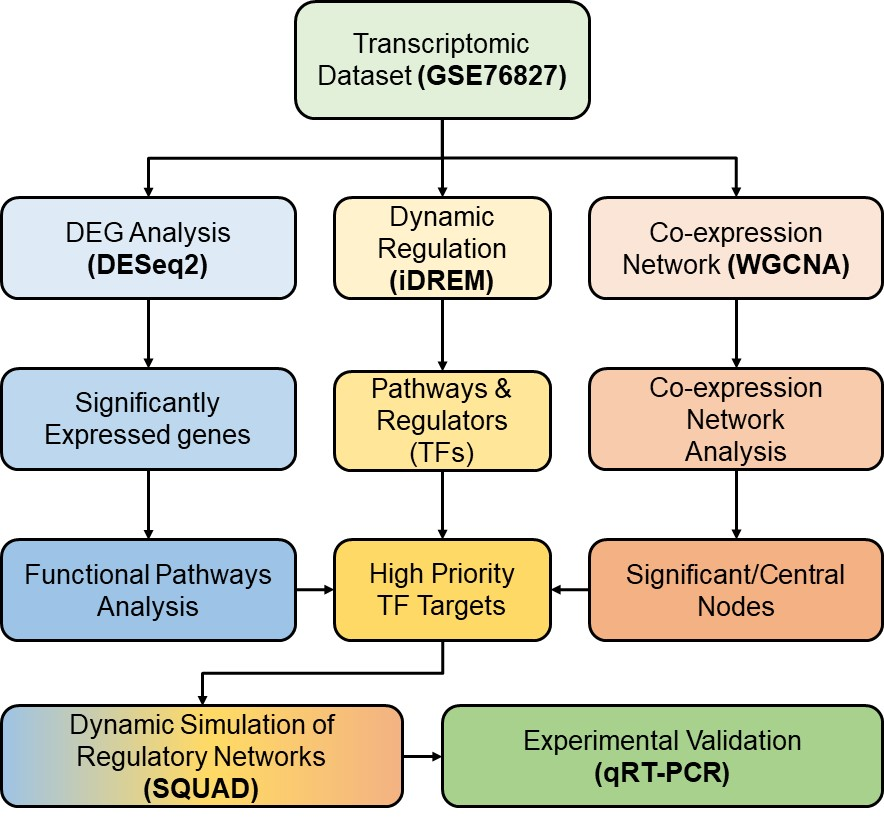 Transcriptomic
Dataset (GSE76827)
DEG Analysis
(DESeq2)
Dynamic
Regulation
(iDREM)
Co-expression
Network (WGCNA)
Significantly
Expressed genes
Pathways &
Regulators
(TFs)
Co-expression
Network
Analysis
Functional Pathways
Analysis
High Priority
TF Targets
Significant/Central
Nodes
Dynamic Simulation of
Regulatory Networks
(SQUAD)
Experimental Validation
(qRT-PCR)